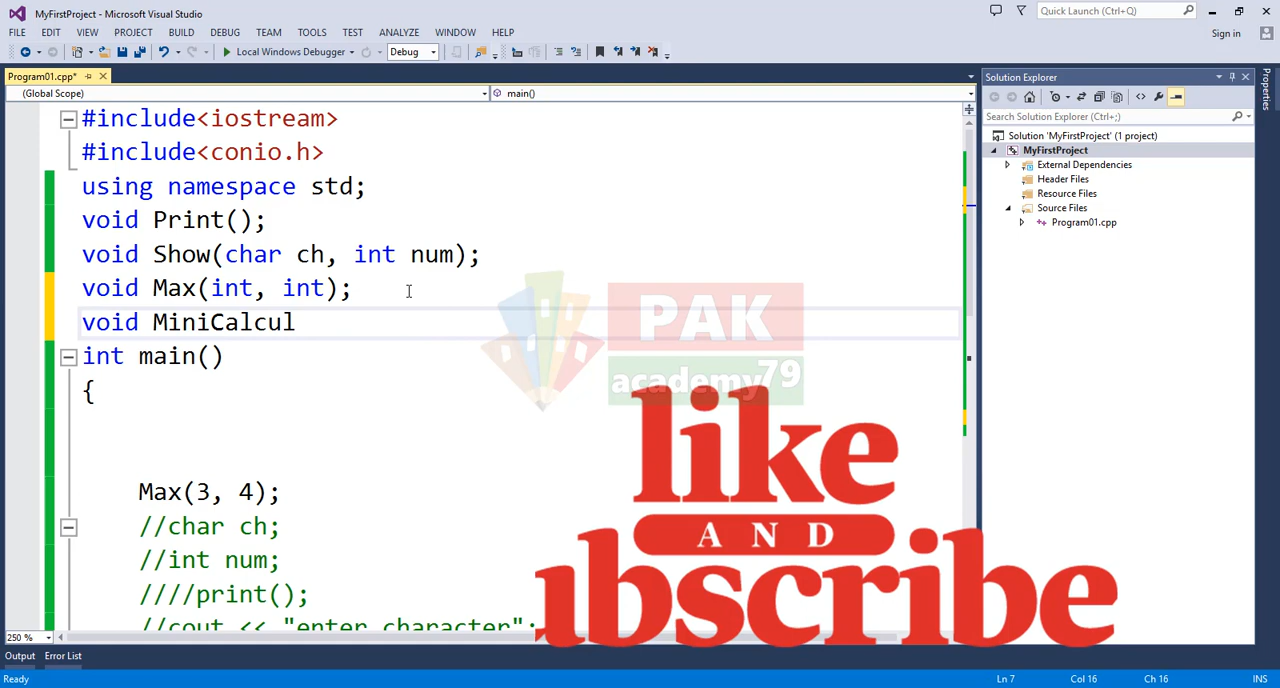 MyFirstProject - Microsoft Visual Studio
Quick Launch (Ctrl+Q)
FILE EDIT VIEW PROJECT BUILD DEBUG TEAM TOOLS TEST ANALYZE WINDOW HELP
Sign in
Local Windows Debugger Debug
Program01.cpp*
(Global Scope) main()
#include<iostream>
#include<conio.h>
using namespace std;
void Print();
void Show(char ch, int num);
void Max(int, int);
void MiniCalcul
int main()
{
Max(3, 4);
//char ch;
//int num;
////print();
//cout << "enter character";
PAK
academy79
like
AND
ubscribe
250 %
Solution Explorer
Search Solution Explorer (Ctrl+;)
Solution 'MyFirstProject' (1 project)
MyFirstProject
External Dependencies
Header Files
Resource Files
Source Files
Program01.cpp
Properties
Output Error List
Ready Ln 7 Col 16 Ch 16 INS